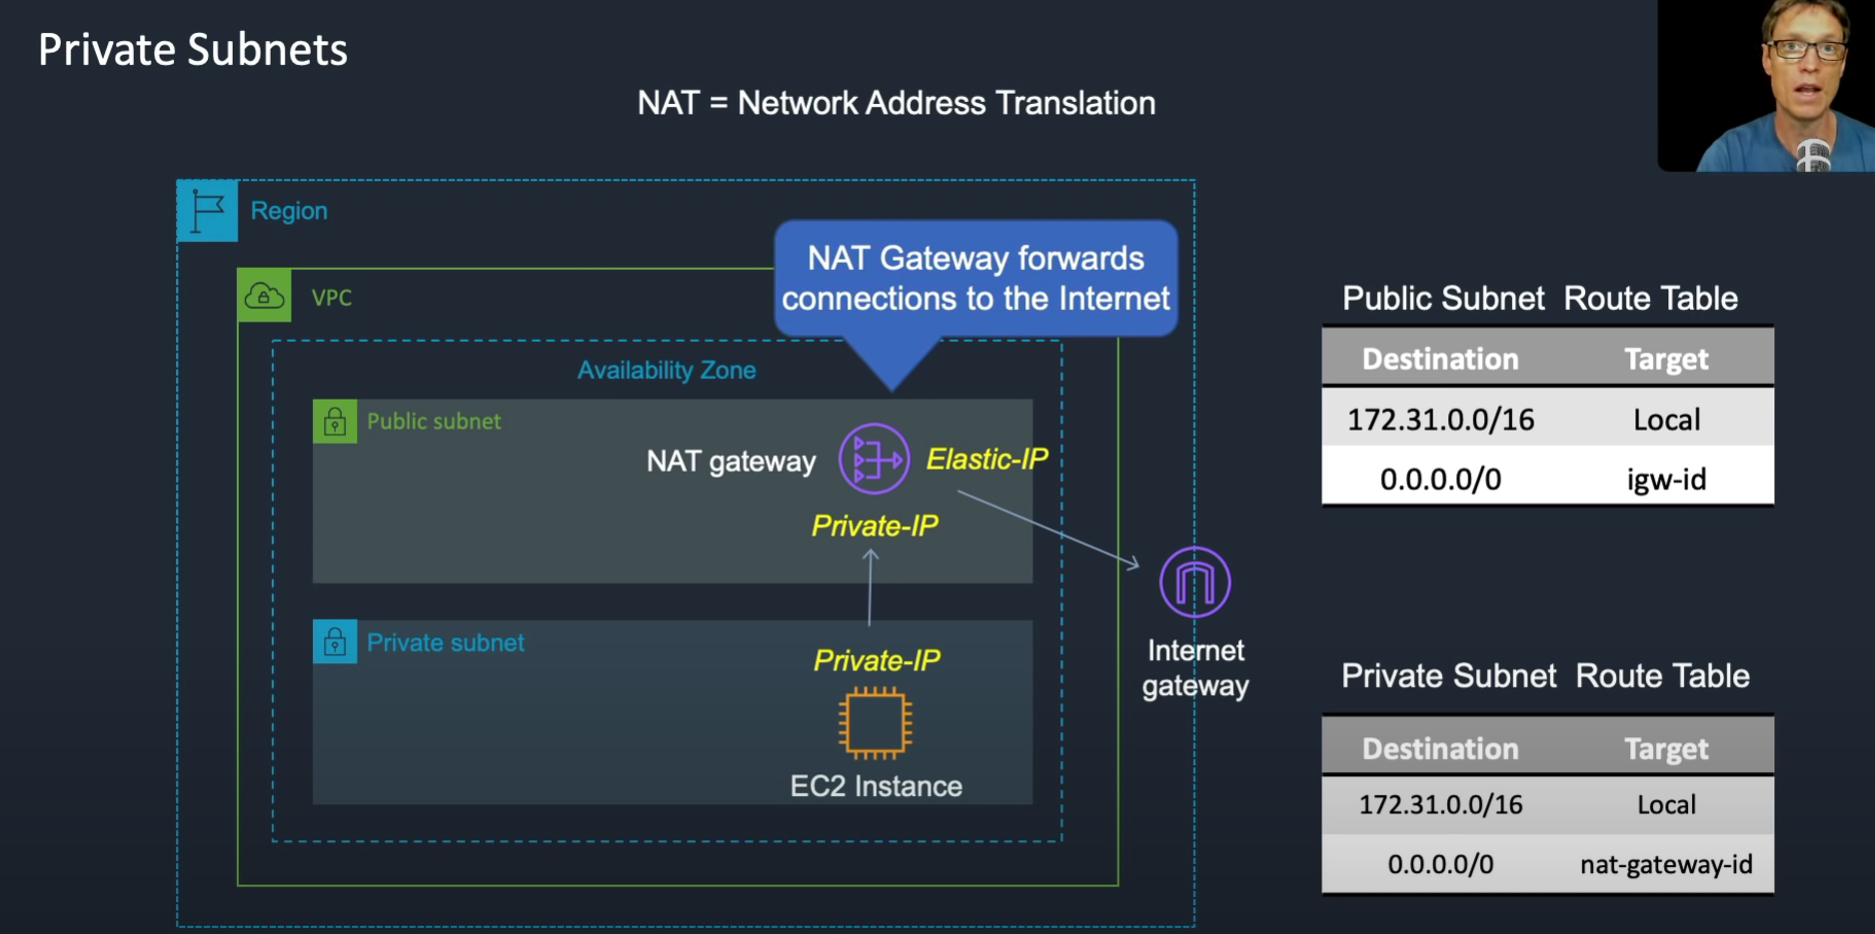 Private Subnets
NAT = Network Address Translation
Region
NAT Gateway forwards
connections to the Internet
VPC
Availability Zone
Public subnet
NAT gateway
Elastic-IP
Private-IP
Private subnet
Private-IP
EC2 Instance
Internet
gateway
Public Subnet Route Table
Destination Target
172.31.0.0/16 Local
0.0.0.0/0 igw-id
Private Subnet Route Table
Destination Target
172.31.0.0/16 Local
0.0.0.0/0 nat-gateway-id